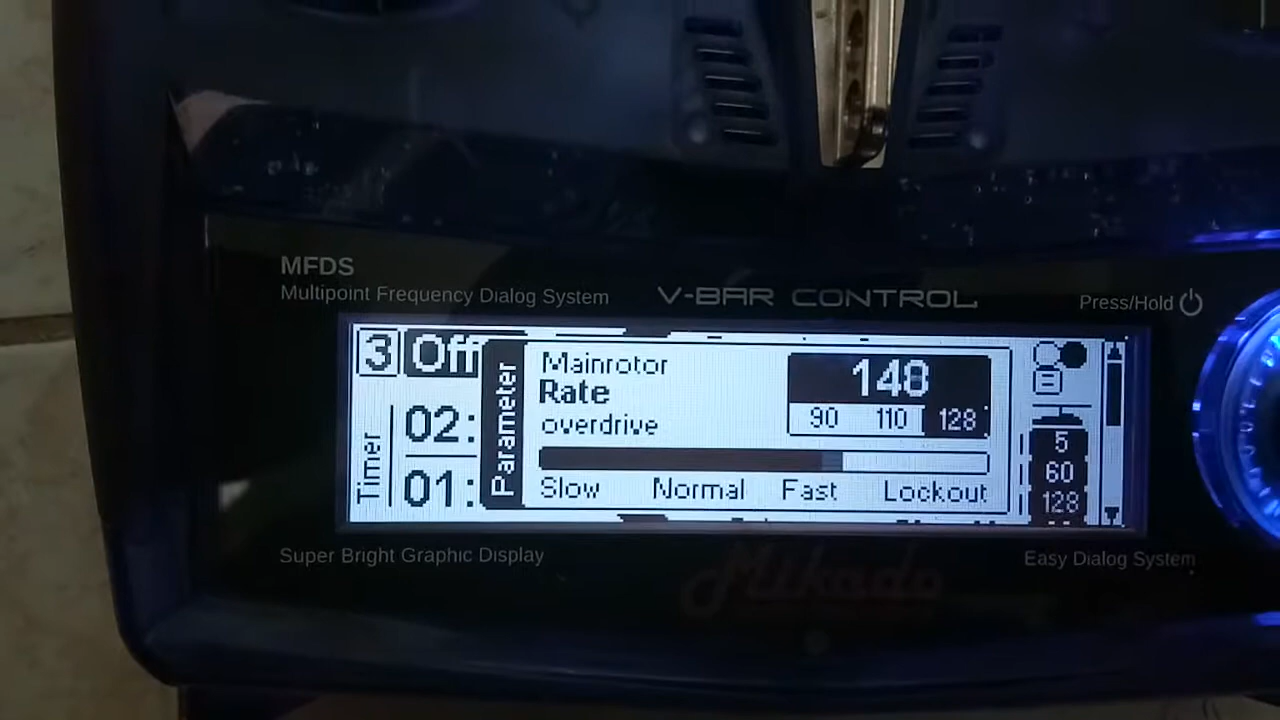 MFDS
Multipoint Frequency Dialog System
V-BAR CONTROL
Press/Hold
3 Off
Timer
02:
01:
Parameter
Mainrotor
Rate
overdrive
90 110 128
Slow Normal Fast Lockout
5
60
128
Super Bright Graphic Display
Mikado
Easy Dialog System